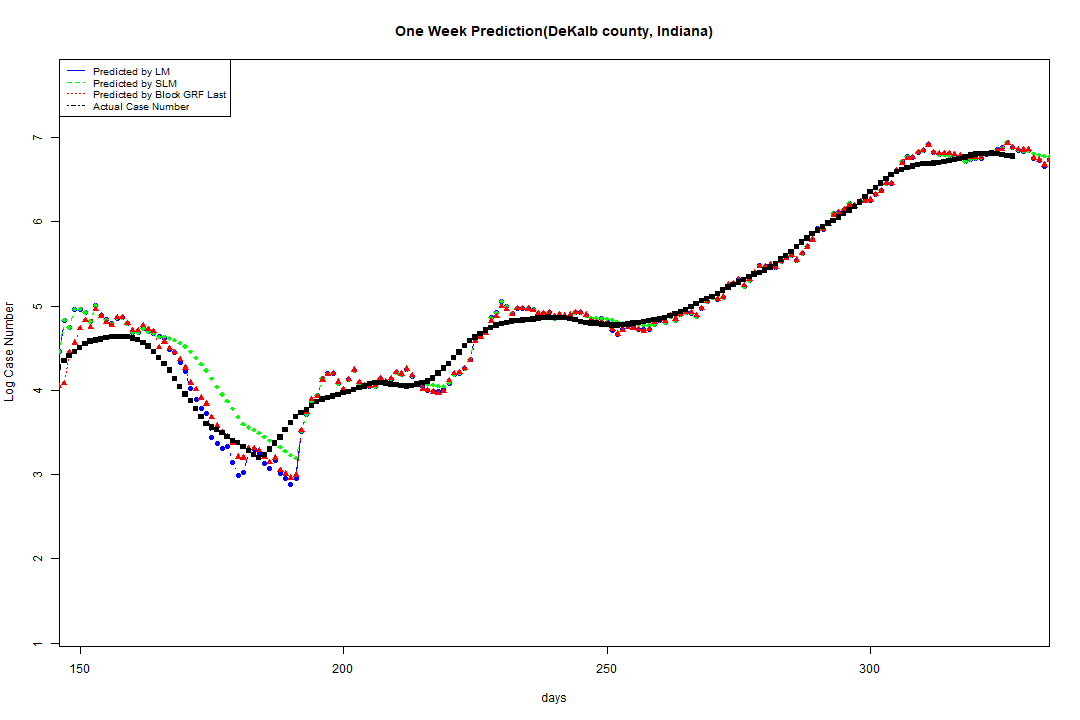 One Week Prediction(DeKalb county, Indiana)
Predicted by LM
Predicted by SLM
Predicted by Block GRF Last
Actual Case Number
Log Case Number
7
6
5
4
3
2
1
150 200 250 300
days